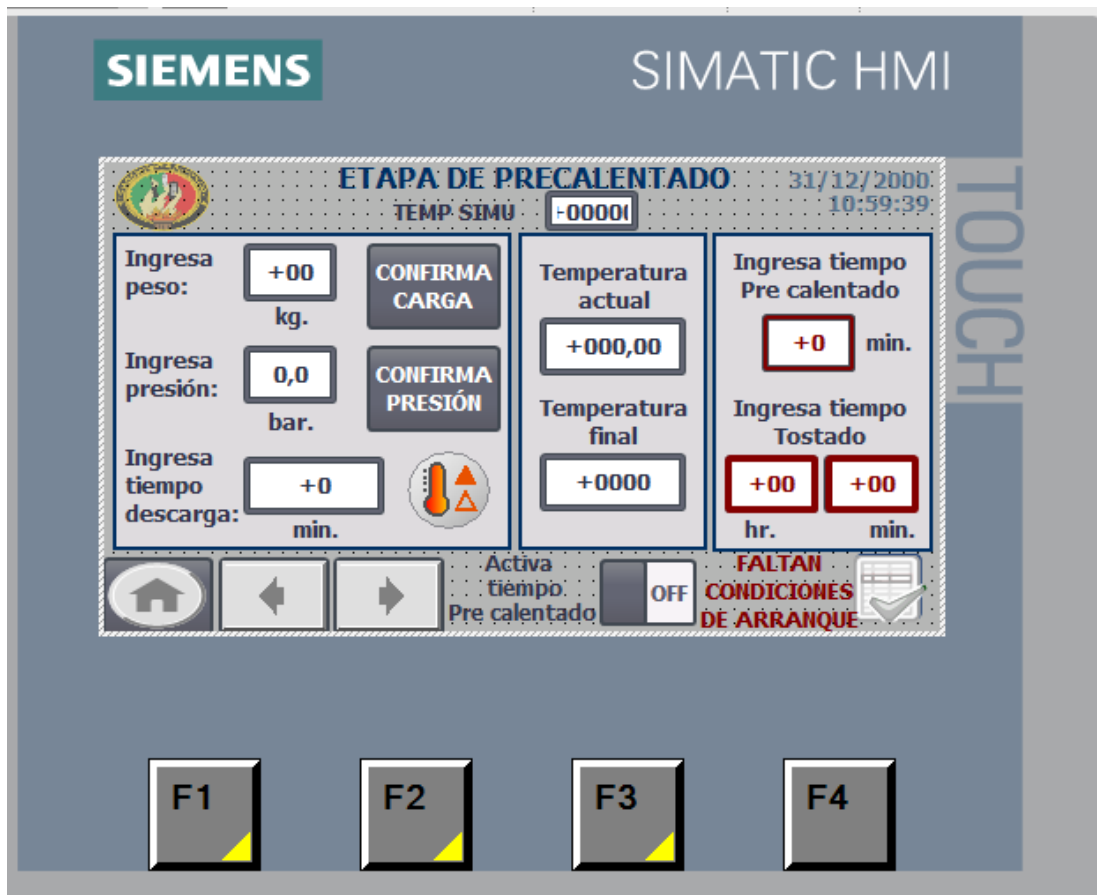 SIEMENS
SIMATIC HMI
TOUCH
ETAPA DE PRECALENTADO
31/12/2000
10:59:39
TEMP SIMU
Ingresa
peso:
+00
kg.
CONFIRMA
CARGA
Ingresa
presión:
0,0
bar.
CONFIRMA
PRESIÓN
Ingresa
tiempo
descarga:
+0
min.
Temperatura
actual
+000,00
Temperatura
final
+0000
Ingresa tiempo
Pre calentado
+0
min.
Ingresa tiempo
Tostado
+00
+00
hr.
min.
Activa
tiempo
Pre calentado
OFF
FALTAN
CONDICIONES
DE ARRANQUE
F1
F2
F3
F4